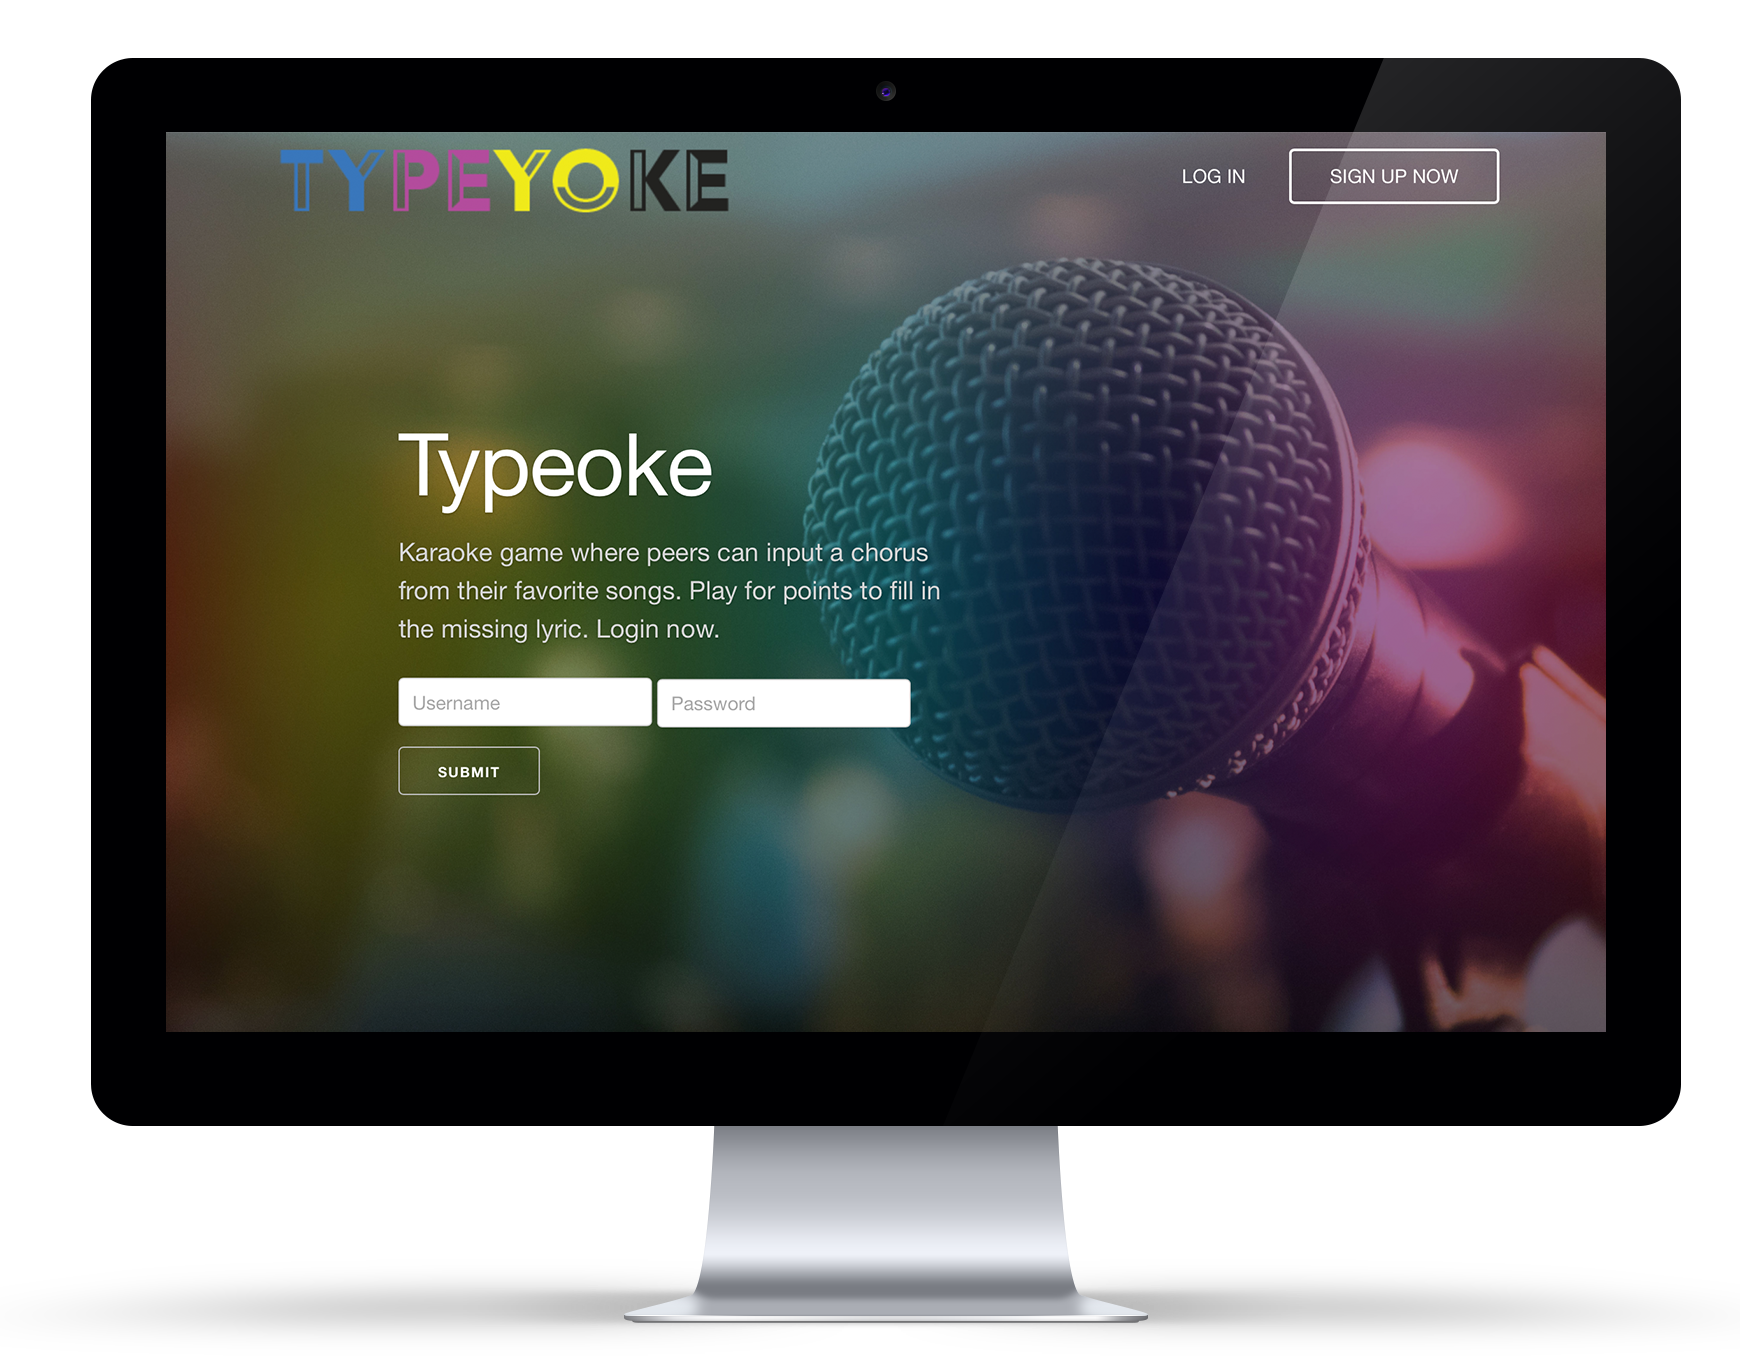 TYPEYOKE
LOG IN
SIGN UP NOW
Typeoke
Karaoke game where peers can input a chorus
from their favorite songs. Play for points to fill in
the missing lyric. Login now.
Username
Password
SUBMIT